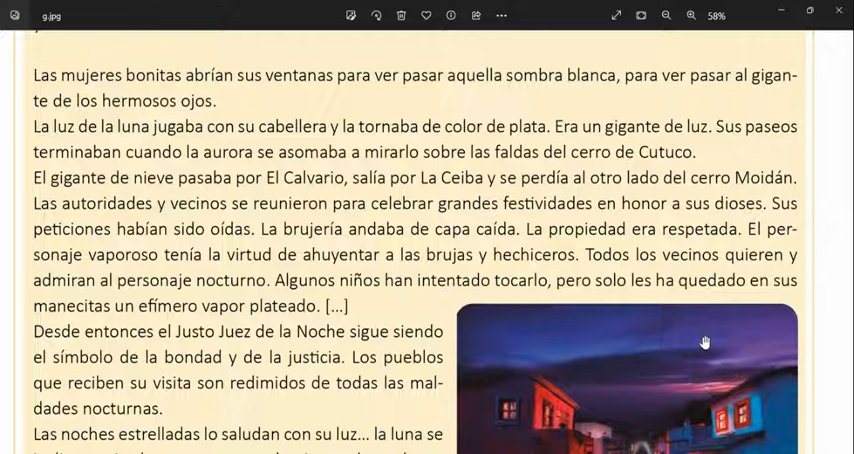 g.jpg
58%
Las mujeres bonitas abrían sus ventanas para ver pasar aquella sombra blanca, para ver pasar al gigan-
te de los hermosos ojos.
La luz de la luna jugaba con su cabellera y la tornaba de color de plata. Era un gigante de luz. Sus paseos
terminaban cuando la aurora se asomaba a mirarlo sobre las faldas del cerro de Cutuco.
El gigante de nieve pasaba por El Calvario, salía por La Ceiba y se perdía al otro lado del cerro Moidán.
Las autoridades y vecinos se reunieron para celebrar grandes festividades en honor a sus dioses. Sus
peticiones habían sido oídas. La brujería andaba de capa caída. La propiedad era respetada. El per-
sonaje vaporoso tenía la virtud de ahuyentar a las brujas y hechiceros. Todos los vecinos quieren y
admiran al personaje nocturno. Algunos niños han intentado tocarlo, pero solo les ha quedado en sus
manecitas un efímero vapor plateado. [...]
Desde entonces el Justo Juez de la Noche sigue siendo
el símbolo de la bondad y de la justicia. Los pueblos
que reciben su visita son redimidos de todas las mal-
dades nocturnas.
Las noches estrelladas lo saludan con su luz... la luna se